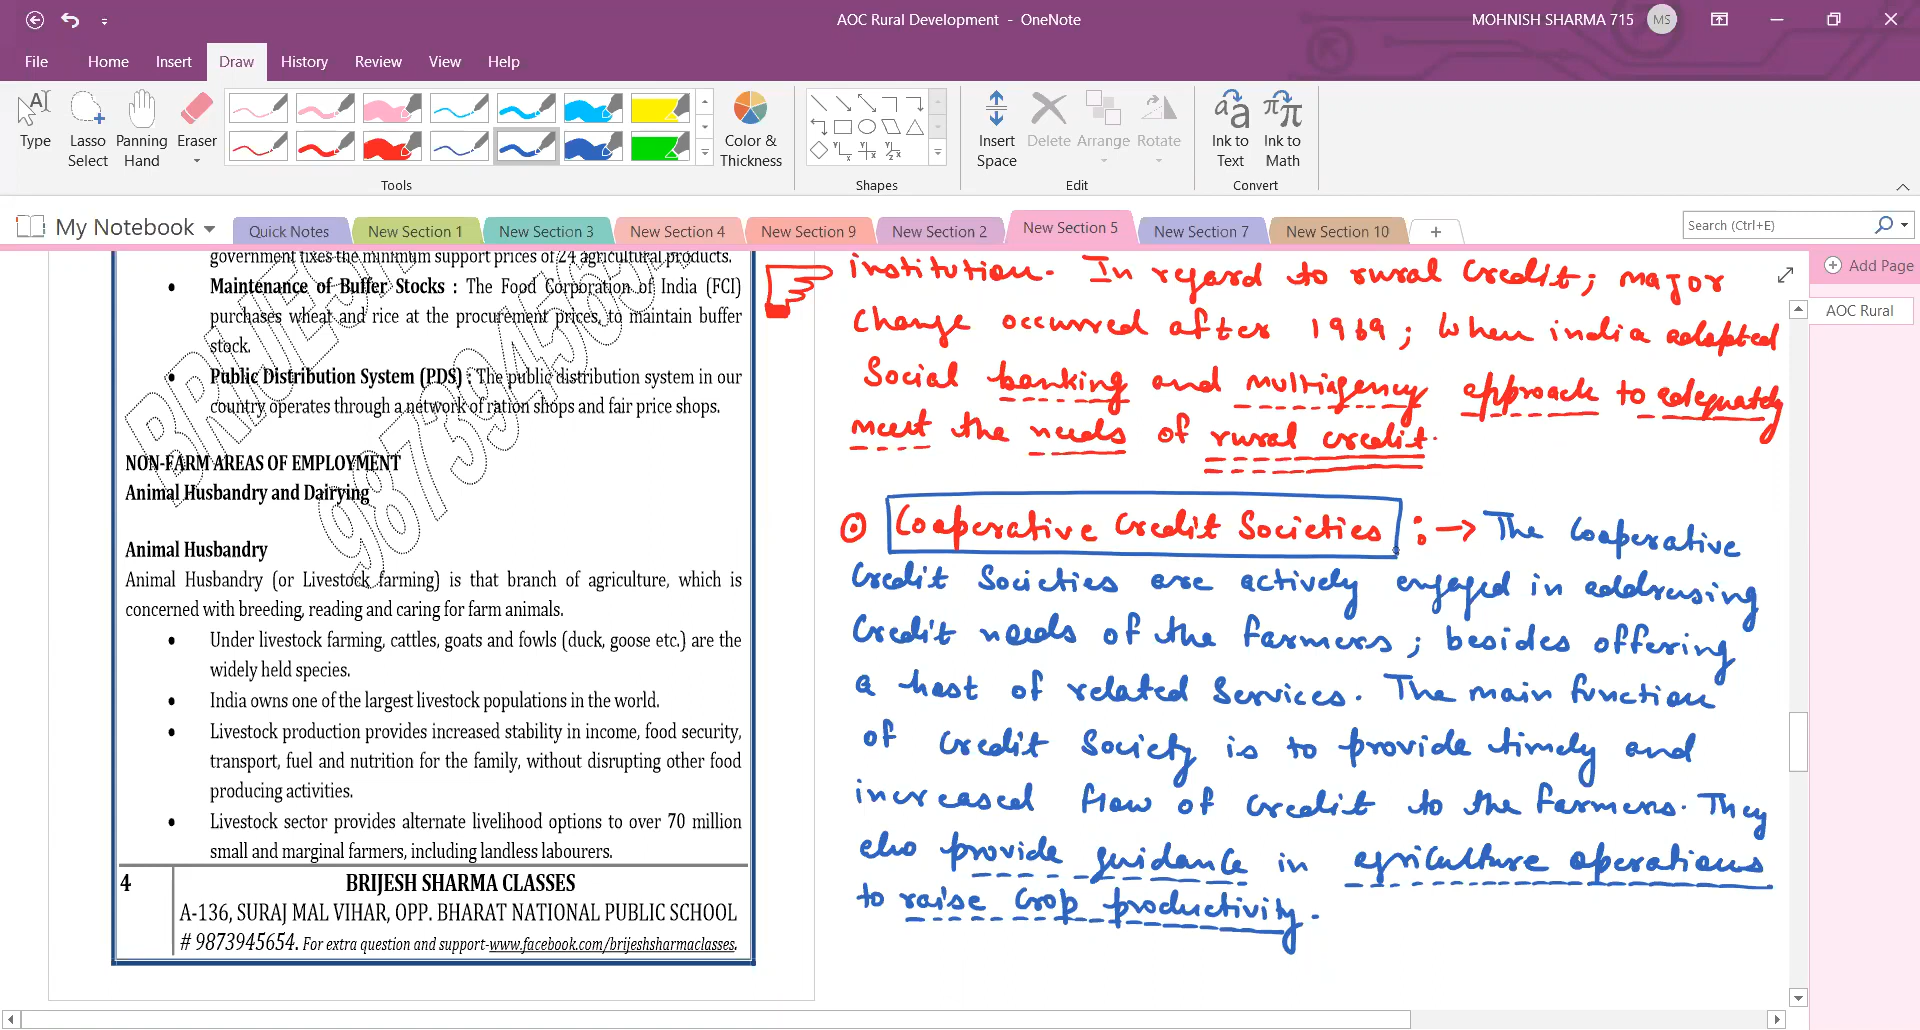 AOC Rural Development - OneNote
MOHNISH SHARMA 715
MS
File
Home
Insert
Draw
History
Review
View
Help
Type
Lasso
Select
Panning
Hand
Eraser
Color &
Thickness
Insert
Space
Delete
Arrange
Rotate
Ink to
Text
Ink to
Math
Tools
Shapes
Edit
Convert
My Notebook
Quick Notes
New Section 1
New Section 3
New Section 4
New Section 9
New Section 2
New Section 5
New Section 7
New Section 10
Search (Ctrl+E)
Add Page
AOC Rural
government fixes the minimum support prices of 24 agricultural products.
• Maintenance of Buffer Stocks : The Food Corporation of India (FCI)
purchases wheat and rice at the procurement prices, to maintain buffer
stock.
• Public Distribution System (PDS) : The public distribution system in our
country operates through a network of ration shops and fair price shops.
NON-FARM AREAS OF EMPLOYMENT
Animal Husbandry and Dairying
Animal Husbandry
Animal Husbandry (or Livestock farming) is that branch of agriculture, which is
concerned with breeding, reading and caring for farm animals.
• Under livestock farming, cattles, goats and fowls (duck, goose etc.) are the
widely held species.
• India owns one of the largest livestock populations in the world.
• Livestock production provides increased stability in income, food security,
transport, fuel and nutrition for the family, without disrupting other food
producing activities.
• Livestock sector provides alternate livelihood options to over 70 million
small and marginal farmers, including landless labourers.
4
BRIJESH SHARMA CLASSES
A-136, SURAJ MAL VIHAR, OPP. BHARAT NATIONAL PUBLIC SCHOOL
# 9873945654. For extra question and support-www.facebook.com/brijeshsharmaclasses.
institution. In regard to rural credit; major
change occurred after 1969; when india adopted
Social banking and multiagency approach to adequately
meet the needs of rural credit.
Cooperative Credit Societies :→ The Cooperative
Credit Societies are actively engaged in addressing
Credit needs of the farmers; besides offering
a host of related services. The main function
of Credit Society is to provide timely and
increased flow of credit to the farmers. They
also provide guidance in agriculture operations
to raise crop productivity.